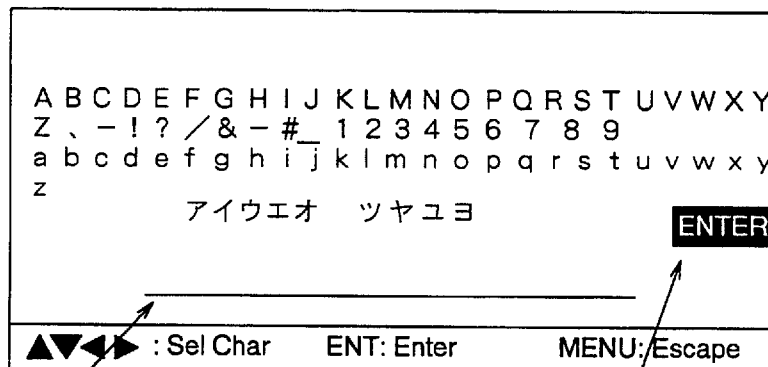 A B C D E F G H I J K L M N O P Q R S T U V W X Y
Z 、 - ! ? / & - # _ 1 2 3 4 5 6 7 8 9
a b c d e f g h i j k l m n o p q r s t u v w x y
z
アイウエオ ツヤユヨ
ENTER
▲▼◀▶ : Sel Char ENT: Enter MENU: Escape